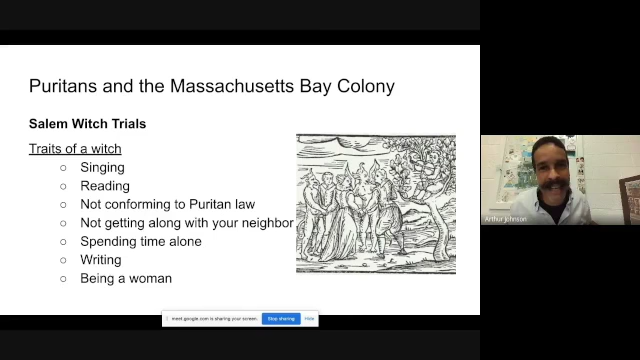 Puritans and the Massachusetts Bay Colony
Salem Witch Trials
Traits of a witch
○ Singing
○ Reading
○ Not conforming to Puritan law
○ Not getting along with your neighbor
○ Spending time alone
○ Writing
○ Being a woman
Arthur Johnson
meet.google.com is sharing your screen. Stop sharing Hide